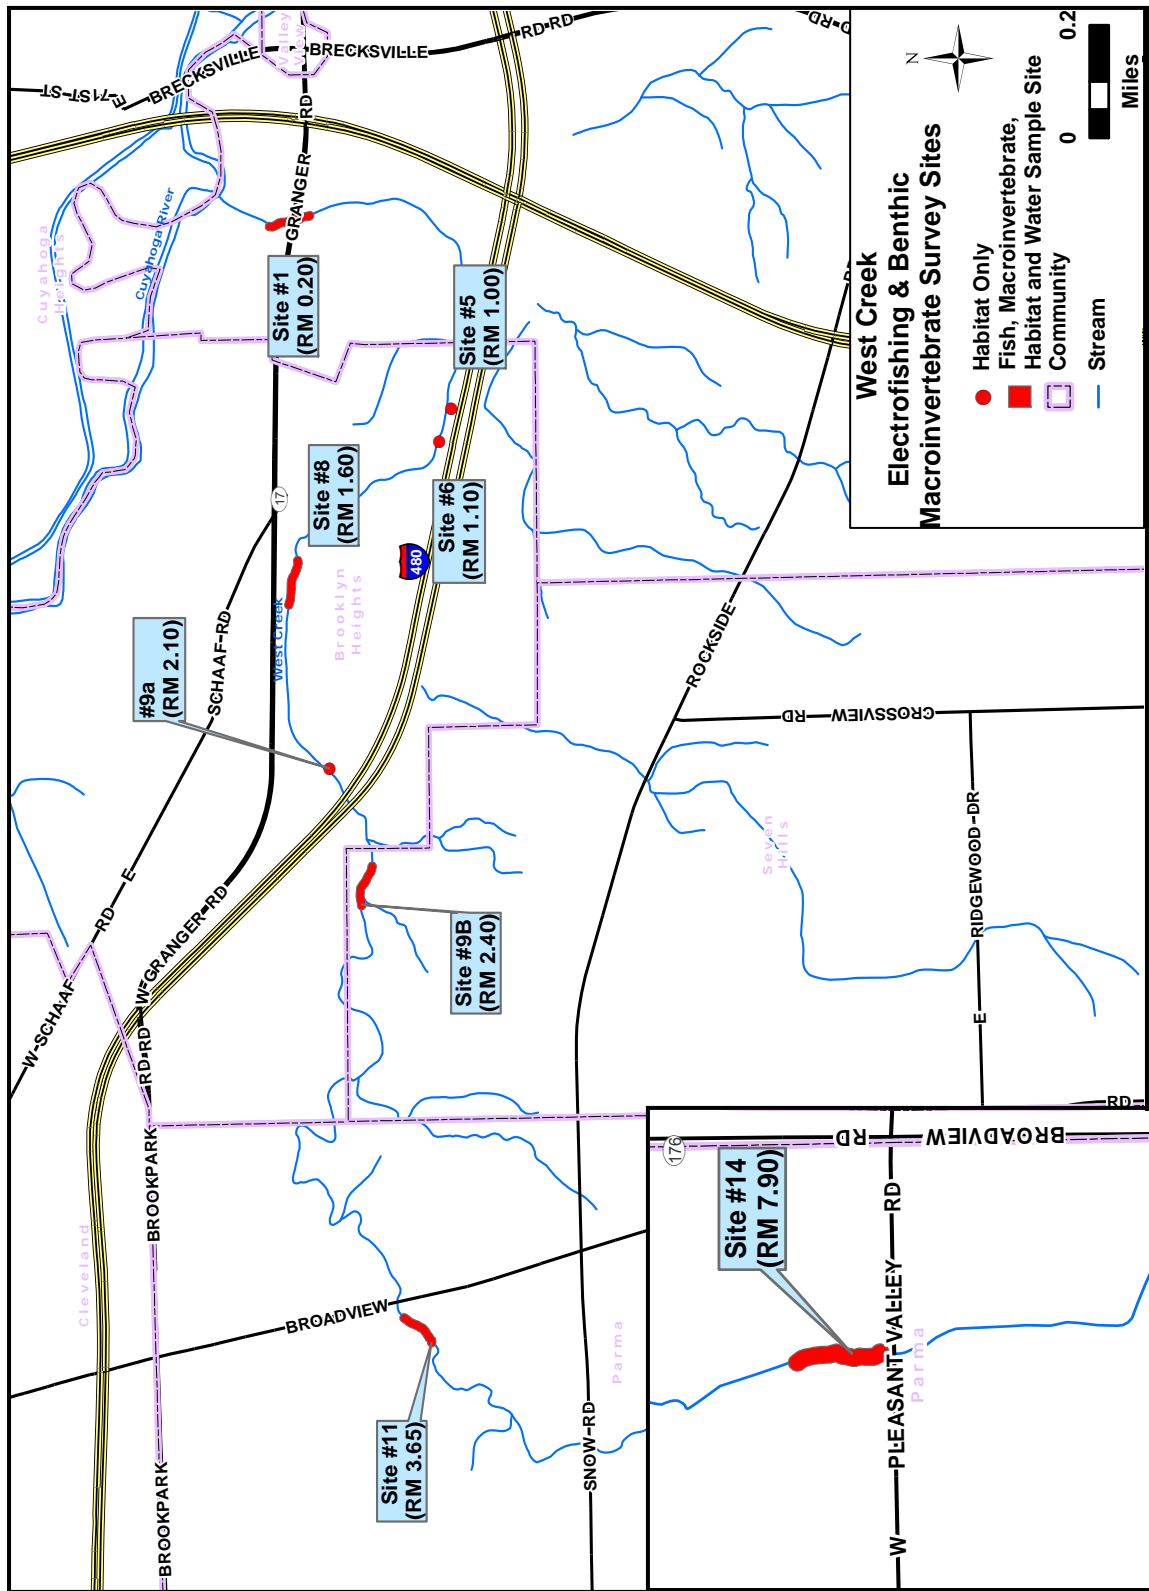 West Creek
Electrofishing & Benthic
Macroinvertebrate Survey Sites
N
Habitat Only
Fish, Macroinvertebrate,
Habitat and Water Sample Site
Community
Stream
0
0.2
Miles
Site #1
(RM 0.20)
Site #5
(RM 1.00)
Site #6
(RM 1.10)
Site #8
(RM 1.60)
#9a
(RM 2.10)
Site #9B
(RM 2.40)
Site #11
(RM 3.65)
Site #14
(RM 7.90)
Cleveland
Cuyahoga
Heights
Valley
View
Brooklyn
Heights
Seven
Hills
Parma
Parma
Cuyahoga River
West Creek
W SCHAAF RD
E
SCHAAF RD
W GRANGER RD
GRANGER
RD
17
480
BROOKPARK
BROOKPARK
RD RD
E 71ST ST
BRECKSVILLE
BRECKSVILLE
RD RD
D RD
BROADVIEW
SNOW RD
ROCKSIDE
R
CROSSVIEW
RD
E
RIDGEWOOD DR
RD
176
BROADVIEW
RD
W
PLEASANT VALLEY
RD